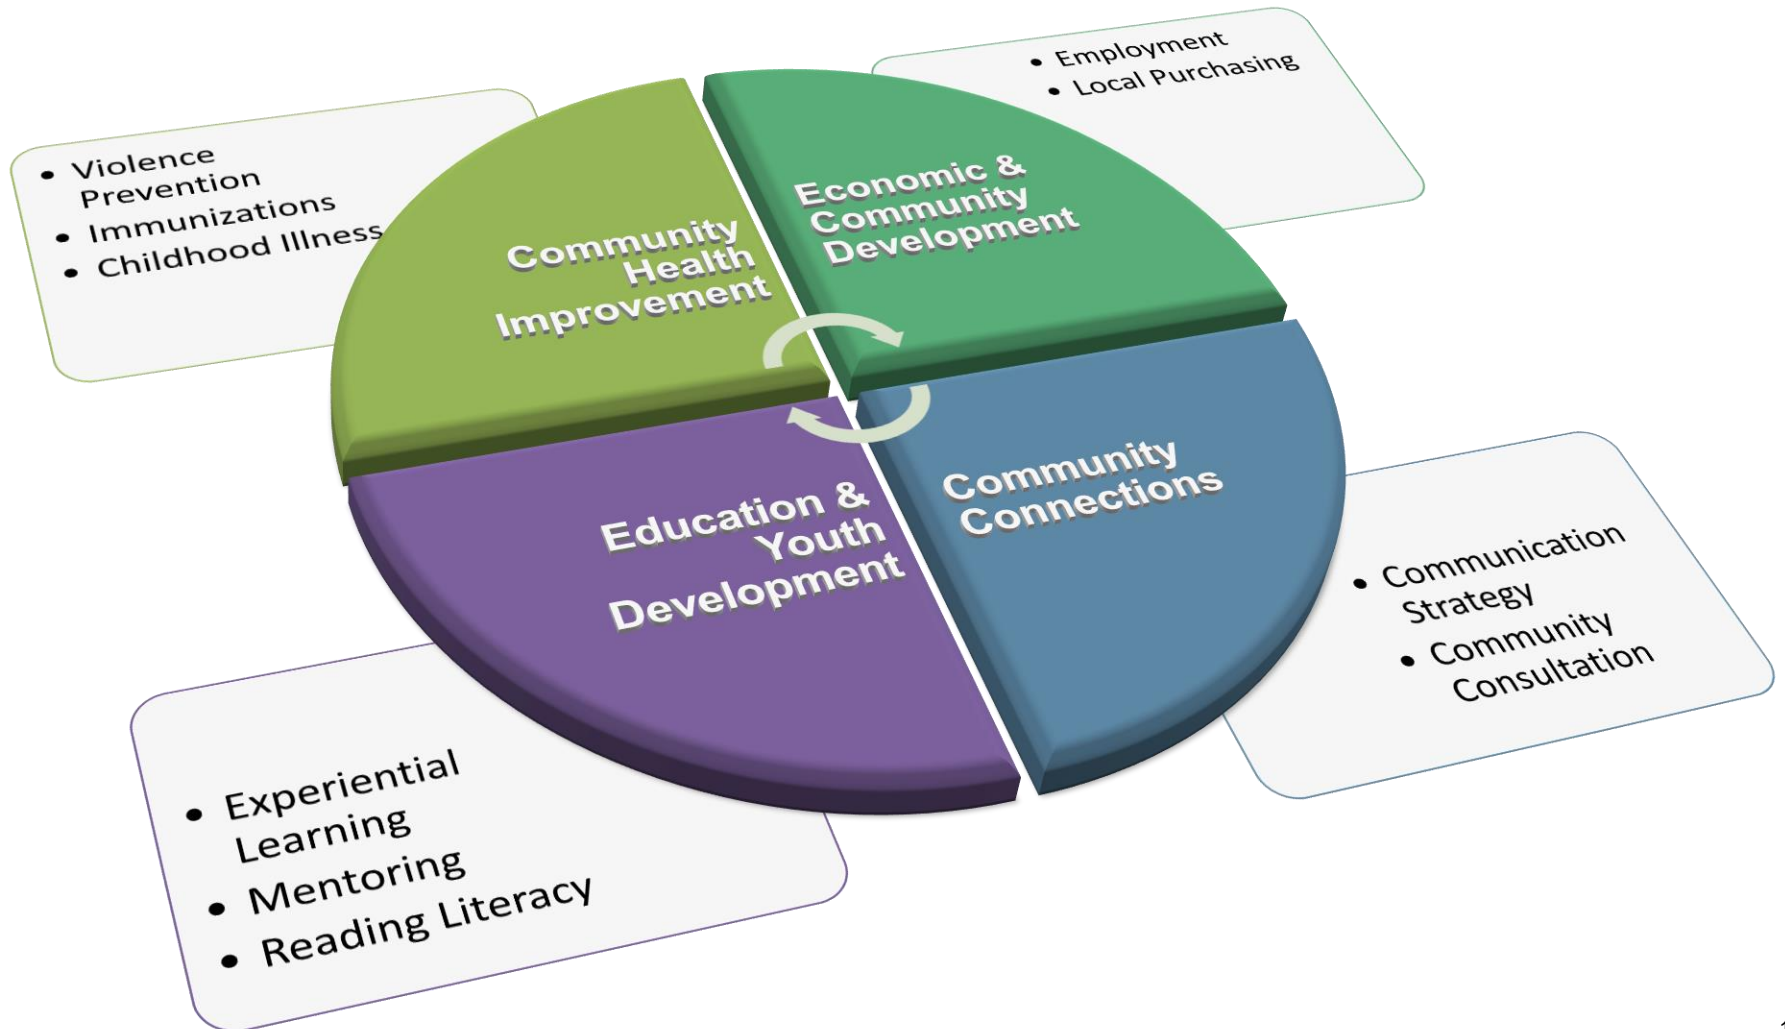 • Violence
Prevention
• Immunizations
• Childhood Illness
Community
Health
Improvement
Economic &
Community
Development
• Employment
• Local Purchasing
Education &
Youth
Development
• Experiential
Learning
• Mentoring
• Reading Literacy
Community
Connections
• Communication
Strategy
• Community
Consultation